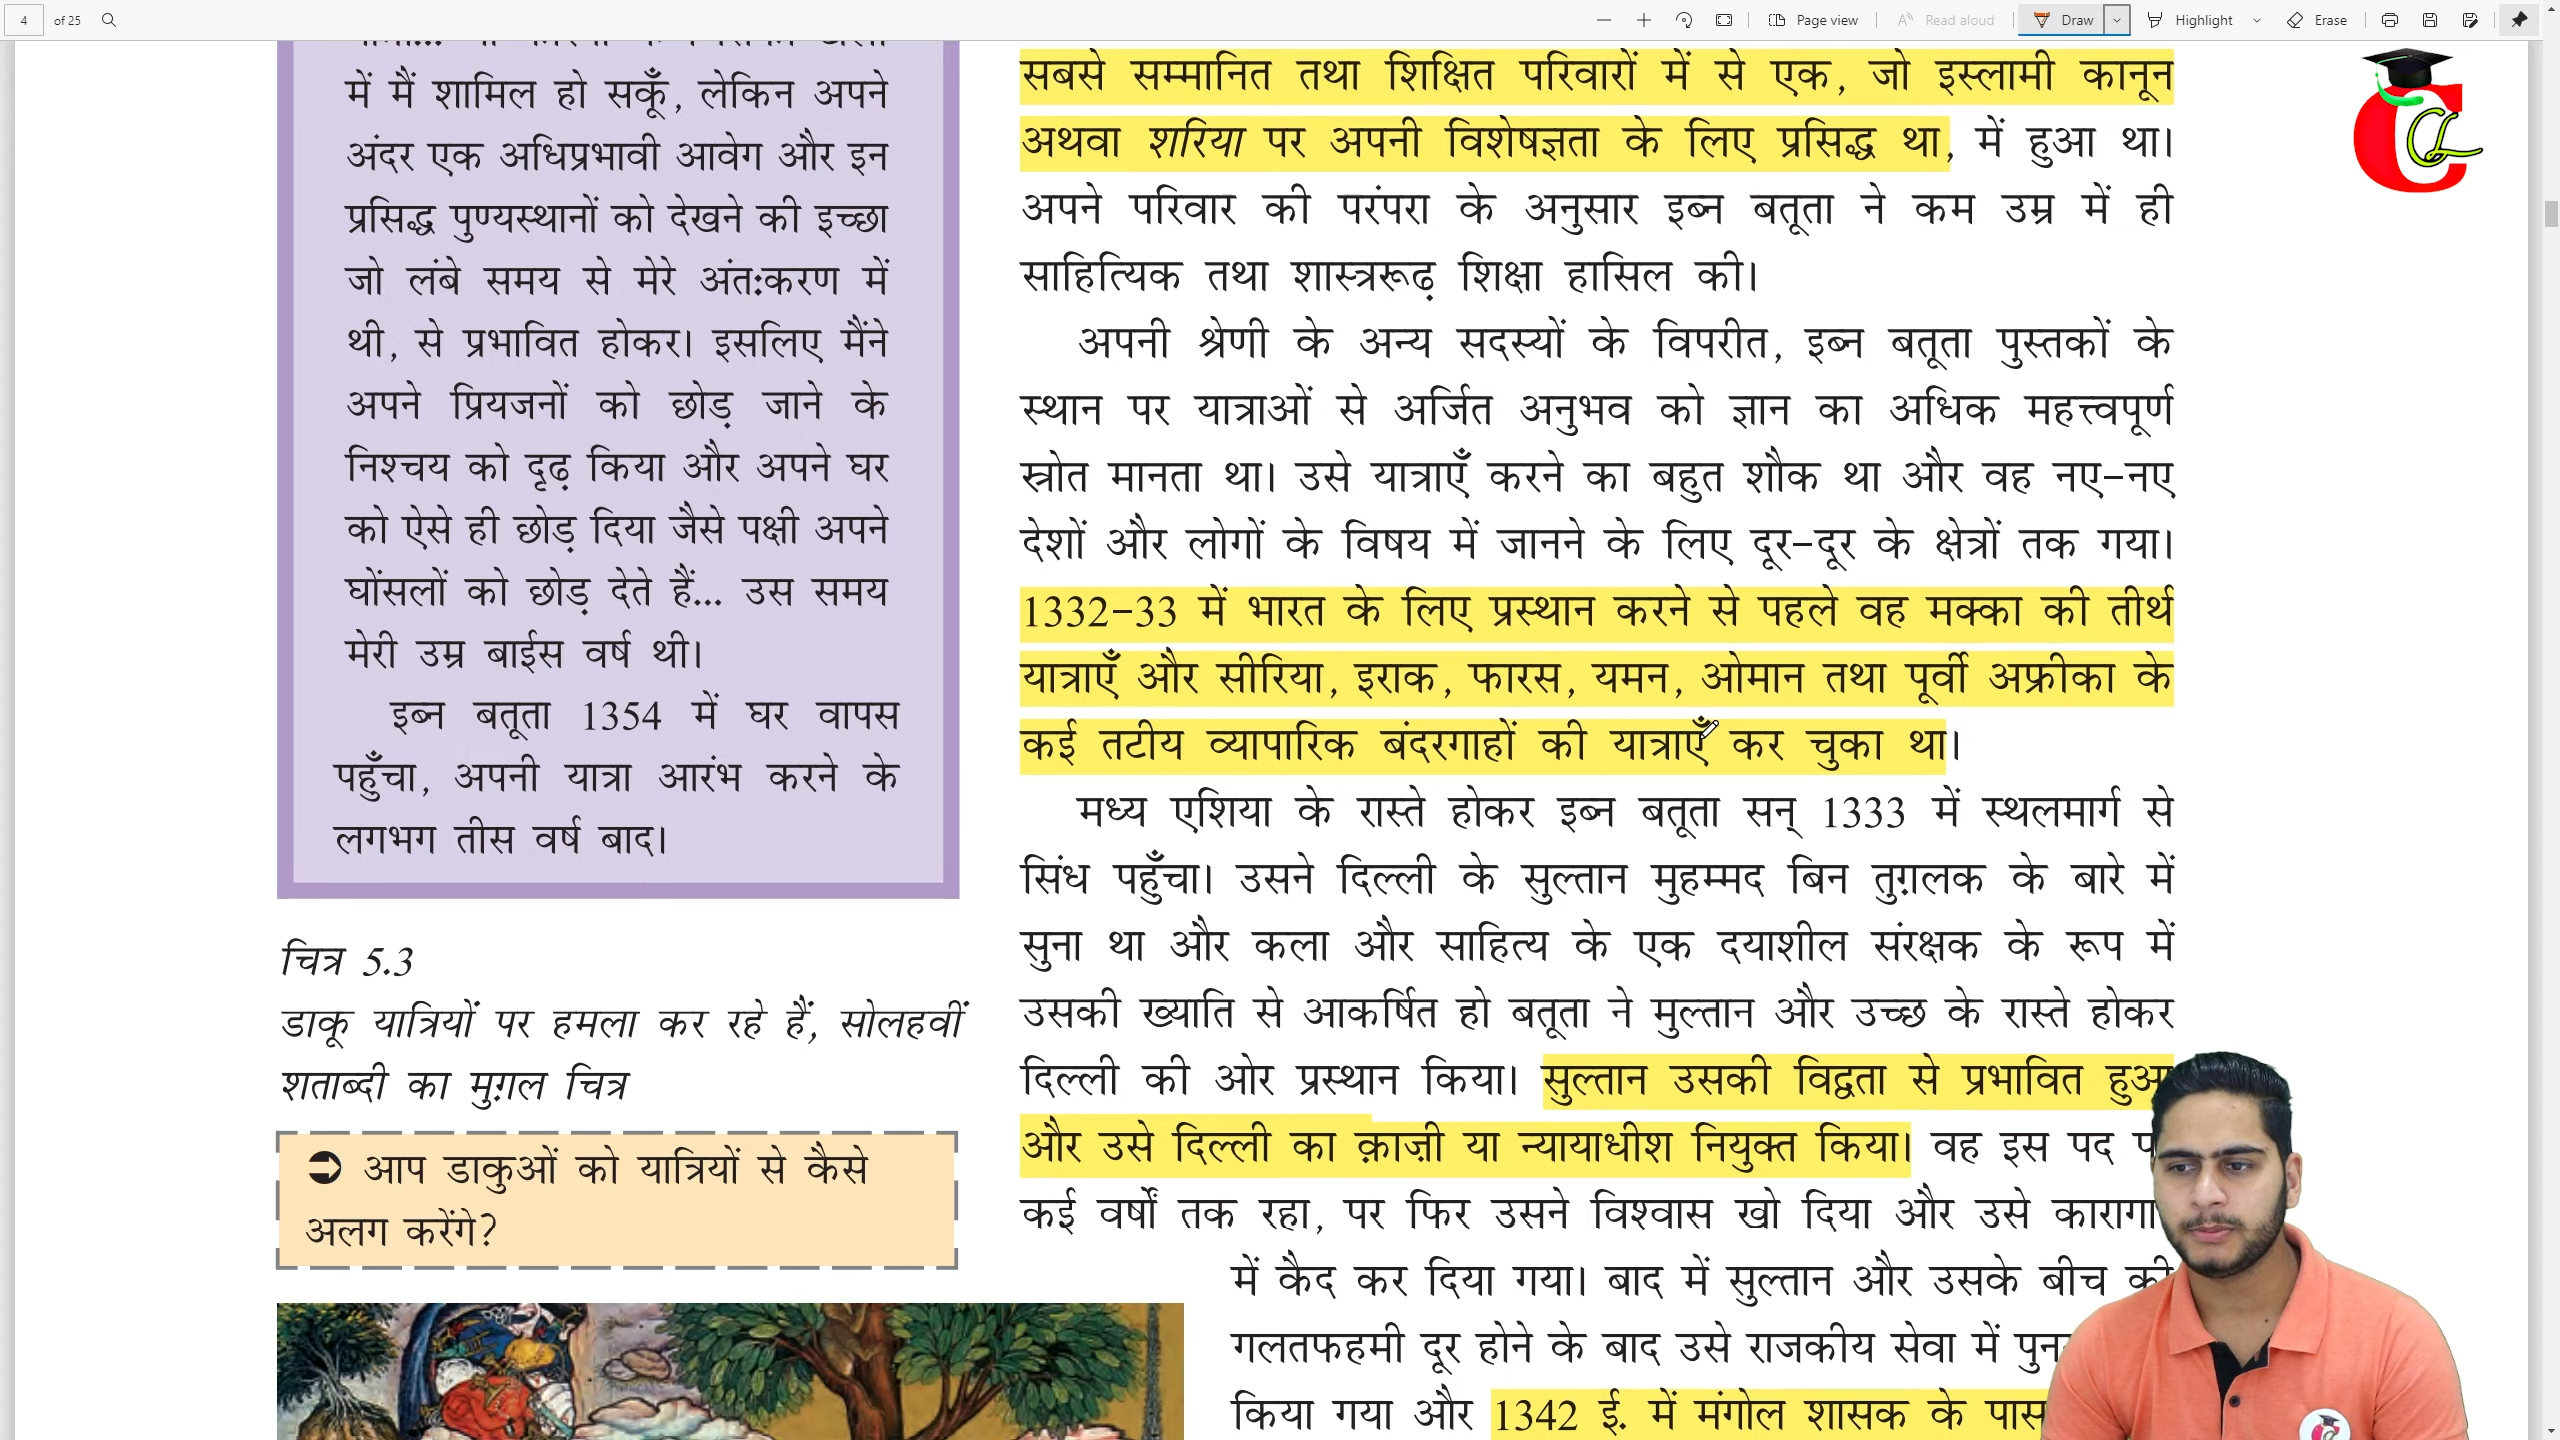 4 of 25 Page view Read aloud Draw Highlight Erase
में मैं शामिल हो सकूँ, लेकिन अपने
अंदर एक अधिप्रभावी आवेग और इन
प्रसिद्ध पुण्यस्थानों को देखने की इच्छा
जो लंबे समय से मेरे अंतःकरण में
थी, से प्रभावित होकर। इसलिए मैंने
अपने प्रियजनों को छोड़ जाने के
निश्चय को दृढ़ किया और अपने घर
को ऐसे ही छोड़ दिया जैसे पक्षी अपने
घोंसलों को छोड़ देते हैं... उस समय
मेरी उम्र बाईस वर्ष थी।
इब्न बतूता 1354 में घर वापस
पहुँचा, अपनी यात्रा आरंभ करने के
लगभग तीस वर्ष बाद।
चित्र 5.3
डाकू यात्रियों पर हमला कर रहे हैं, सोलहवीं
शताब्दी का मुग़ल चित्र
आप डाकुओं को यात्रियों से कैसे
अलग करेंगे?
सबसे सम्मानित तथा शिक्षित परिवारों में से एक, जो इस्लामी कानून
अथवा शरिया पर अपनी विशेषज्ञता के लिए प्रसिद्ध था, में हुआ था।
अपने परिवार की परंपरा के अनुसार इब्न बतूता ने कम उम्र में ही
साहित्यिक तथा शास्त्ररूढ़ शिक्षा हासिल की।
अपनी श्रेणी के अन्य सदस्यों के विपरीत, इब्न बतूता पुस्तकों के
स्थान पर यात्राओं से अर्जित अनुभव को ज्ञान का अधिक महत्त्वपूर्ण
स्रोत मानता था। उसे यात्राएँ करने का बहुत शौक था और वह नए-नए
देशों और लोगों के विषय में जानने के लिए दूर-दूर के क्षेत्रों तक गया।
1332-33 में भारत के लिए प्रस्थान करने से पहले वह मक्का की तीर्थ
यात्राएँ और सीरिया, इराक, फारस, यमन, ओमान तथा पूर्वी अफ्रीका के
कई तटीय व्यापारिक बंदरगाहों की यात्राएँ कर चुका था।
मध्य एशिया के रास्ते होकर इब्न बतूता सन् 1333 में स्थलमार्ग से
सिंध पहुँचा। उसने दिल्ली के सुल्तान मुहम्मद बिन तुग़लक के बारे में
सुना था और कला और साहित्य के एक दयाशील संरक्षक के रूप में
उसकी ख्याति से आकर्षित हो बतूता ने मुल्तान और उच्छ के रास्ते होकर
दिल्ली की ओर प्रस्थान किया। सुल्तान उसकी विद्वता से प्रभावित हुआ
और उसे दिल्ली का क़ाज़ी या न्यायाधीश नियुक्त किया। वह इस पद
कई वर्षों तक रहा, पर फिर उसने विश्वास खो दिया और उसे
में कैद कर दिया गया। बाद में सुल्तान और उसके बीच की
गलतफहमी दूर होने के बाद उसे राजकीय सेवा में
किया गया और 1342 ई. में मंगोल शासक के पास